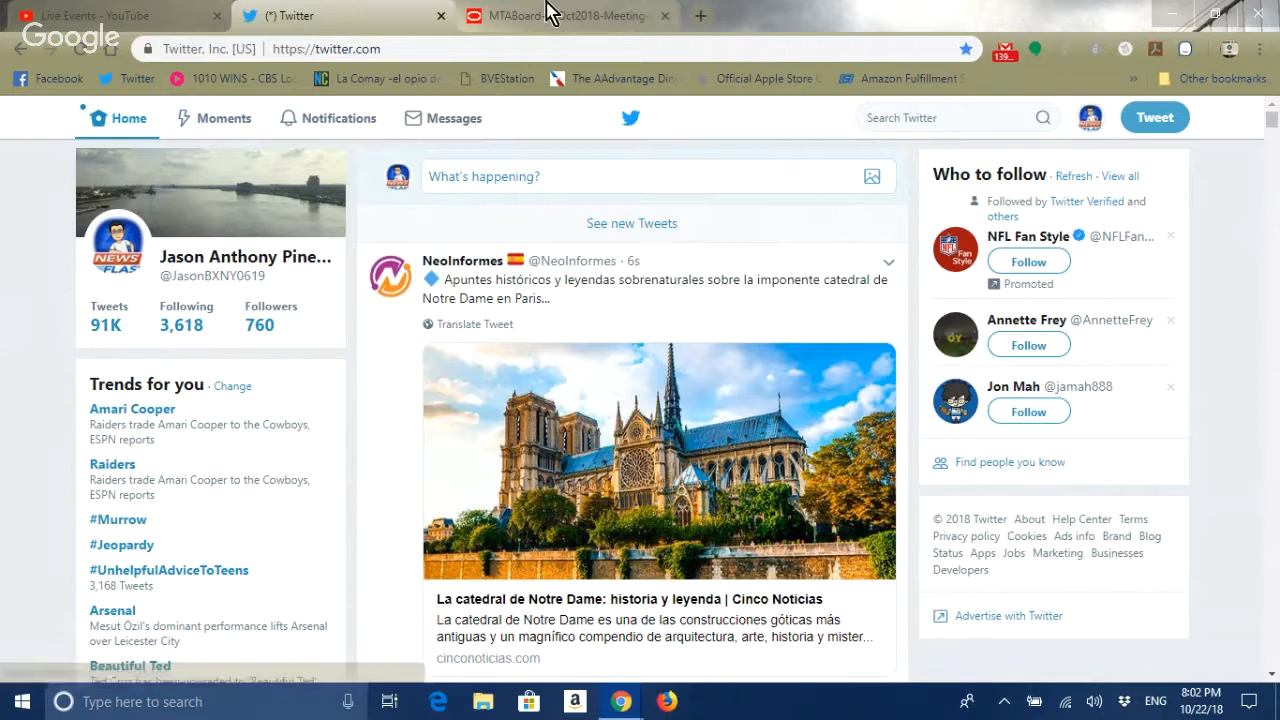 Live Events - YouTube
(*) Twitter
MTABoard- Oct2018-Meeting-
Google
Twitter, Inc. [US]
https://twitter.com
139...
Facebook
Twitter
1010 WINS - CBS Lo
La Comay -el opio de
BVEStation
The AAdvantage Din
Official Apple Store
Amazon Fulfillment S
»
Other bookmarks
Home
Moments
Notifications
Messages
Search Twitter
Tweet
NEWS
FLAS
Jason Anthony Pine...
@JasonBXNY0619
Tweets
Following
Followers
91K
3,618
760
Trends for you · Change
Amari Cooper
Raiders trade Amari Cooper to the Cowboys,
ESPN reports
Raiders
Raiders trade Amari Cooper to the Cowboys,
ESPN reports
#Murrow
#Jeopardy
#UnhelpfulAdviceToTeens
3,168 Tweets
Arsenal
Mesut Özil's dominant performance lifts Arsenal
over Leicester City
Beautiful Ted
What's happening?
See new Tweets
NeoInformes @NeoInformes · 6s
Apuntes históricos y leyendas sobrenaturales sobre la imponente catedral de
Notre Dame en Paris...
Translate Tweet
La catedral de Notre Dame: historia y leyenda | Cinco Noticias
La catedral de Notre Dame es una de las construcciones góticas más
antiguas y un magnífico compendio de arquitectura, arte, historia y mister...
cinconoticias.com
Who to follow · Refresh · View all
Followed by Twitter Verified and
others
NFL Fan Style @NFLFan...
Follow
Promoted
Annette Frey @AnnetteFrey
Follow
Jon Mah @jamah888
Follow
Find people you know
© 2018 Twitter About Help Center Terms
Privacy policy Cookies Ads info Brand Blog
Status Apps Jobs Marketing Businesses
Developers
Advertise with Twitter
Type here to search
ENG
8:02 PM
10/22/18